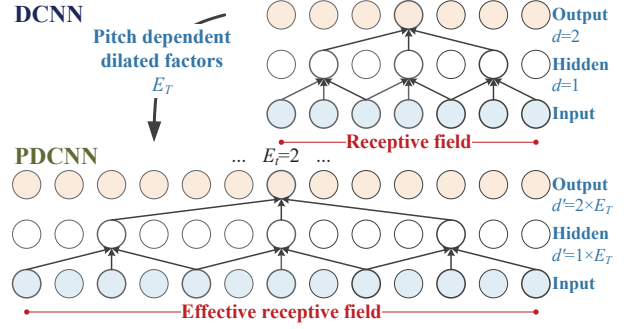 DCNN
Pitch dependent
dilated factors
E_T
Output
d=2
Hidden
d=1
Input
Receptive field
PDCNN
... E_t=2 ...
Output
d'=2×E_T
Hidden
d'=1×E_T
Input
Effective receptive field